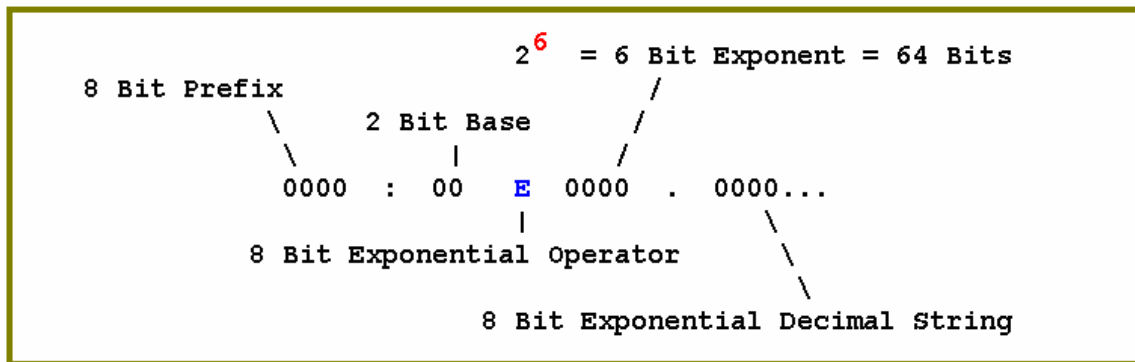 2^6 = 6 Bit Exponent = 64 Bits
8 Bit Prefix
2 Bit Base
0000 : 00 E 0000 . 0000...
8 Bit Exponential Operator
8 Bit Exponential Decimal String